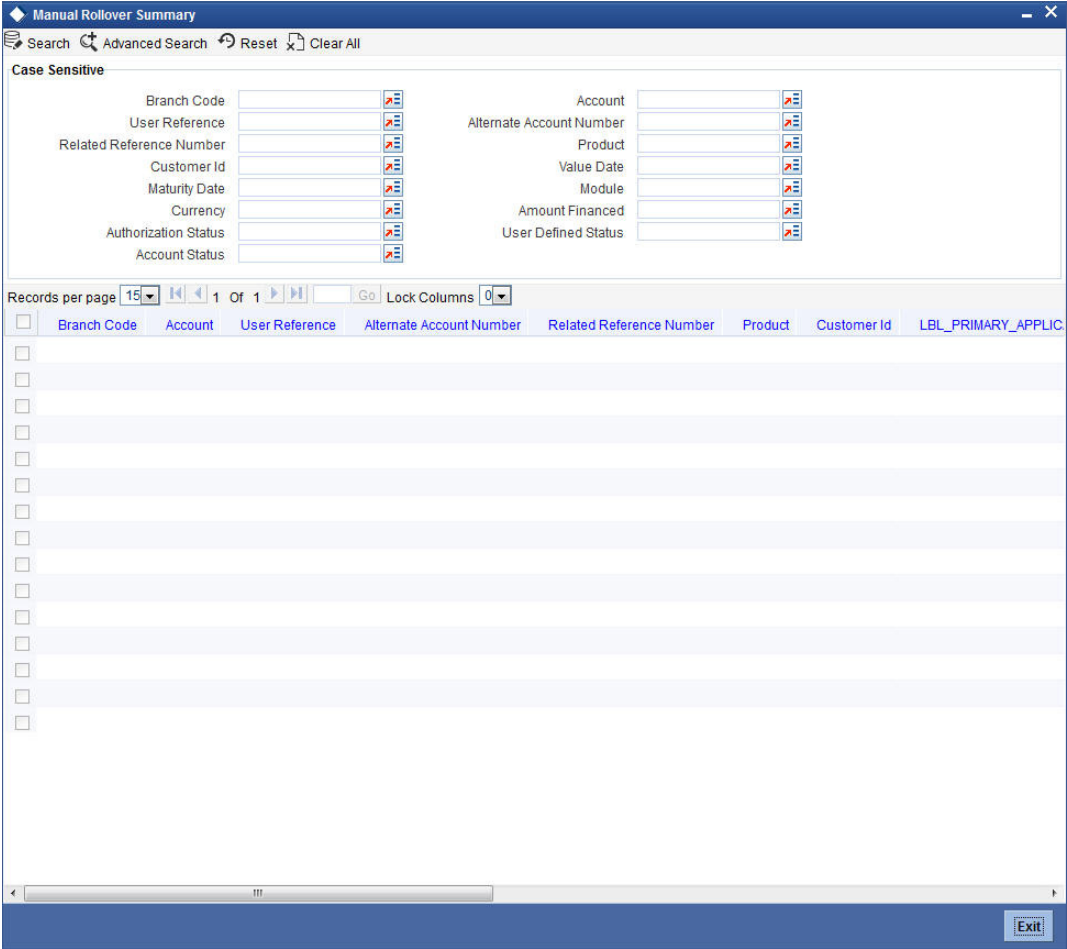 Manual Rollover Summary
Search Advanced Search Reset Clear All
Case Sensitive
Branch Code Account
User Reference Alternate Account Number
Related Reference Number Product
Customer Id Value Date
Maturity Date Module
Currency Amount Financed
Authorization Status User Defined Status
Account Status
Records per page 15 1 Of 1 Go Lock Columns 0
Branch Code Account User Reference Alternate Account Number Related Reference Number Product Customer Id LBL_PRIMARY_APPLIC
Exit